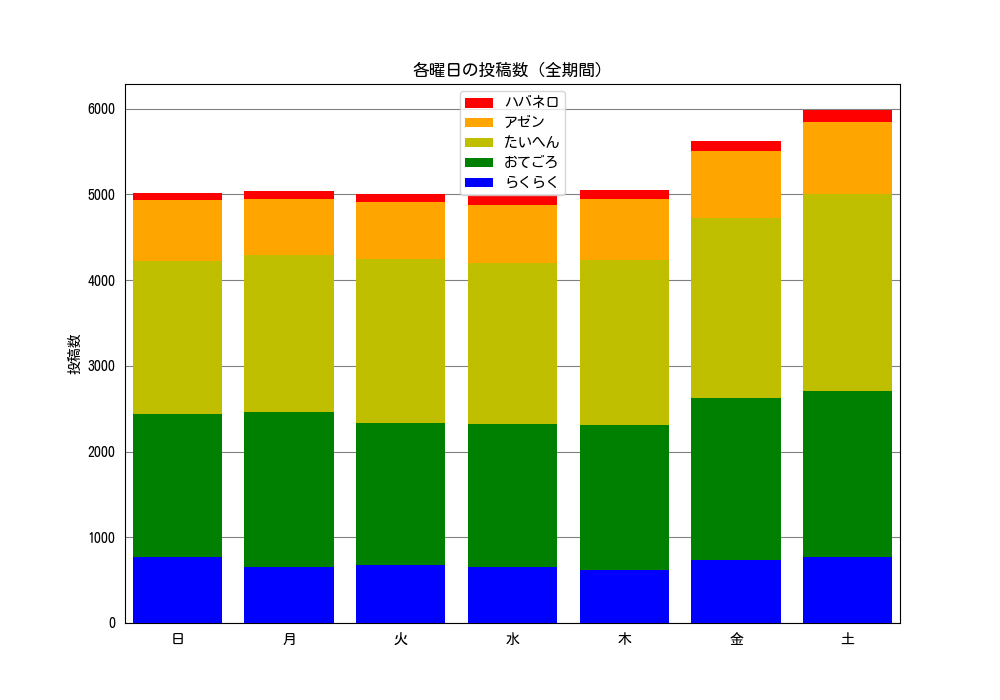 各曜日の投稿数（全期間）
ハバネロ
アゼン
たいへん
おてごろ
らくらく
投稿数
6000
5000
4000
3000
2000
1000
0
日 月 火 水 木 金 土